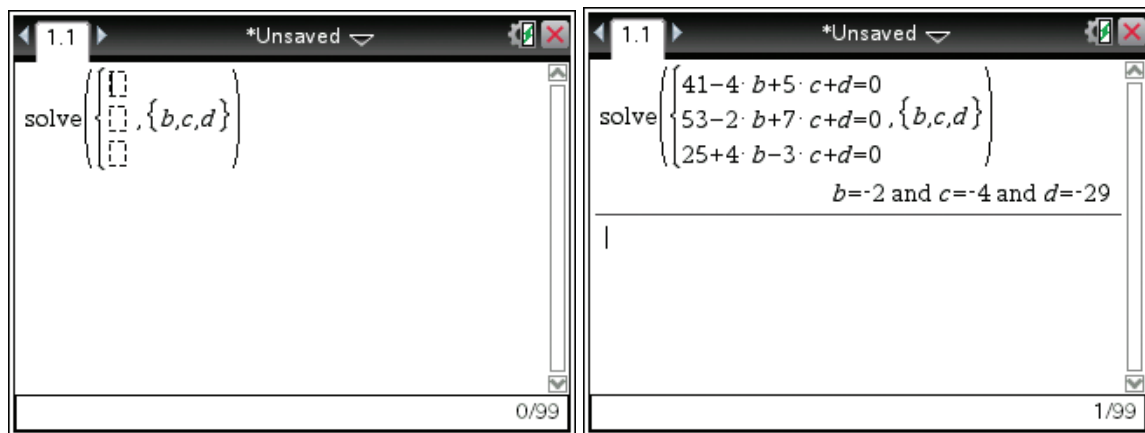 1.1 *Unsaved
solve({ , {b,c,d})
0/99
1.1 *Unsaved
41−4·b+5·c+d=0
solve({53−2·b+7·c+d=0 , {b,c,d})
25+4·b−3·c+d=0
b=-2 and c=-4 and d=-29
1/99